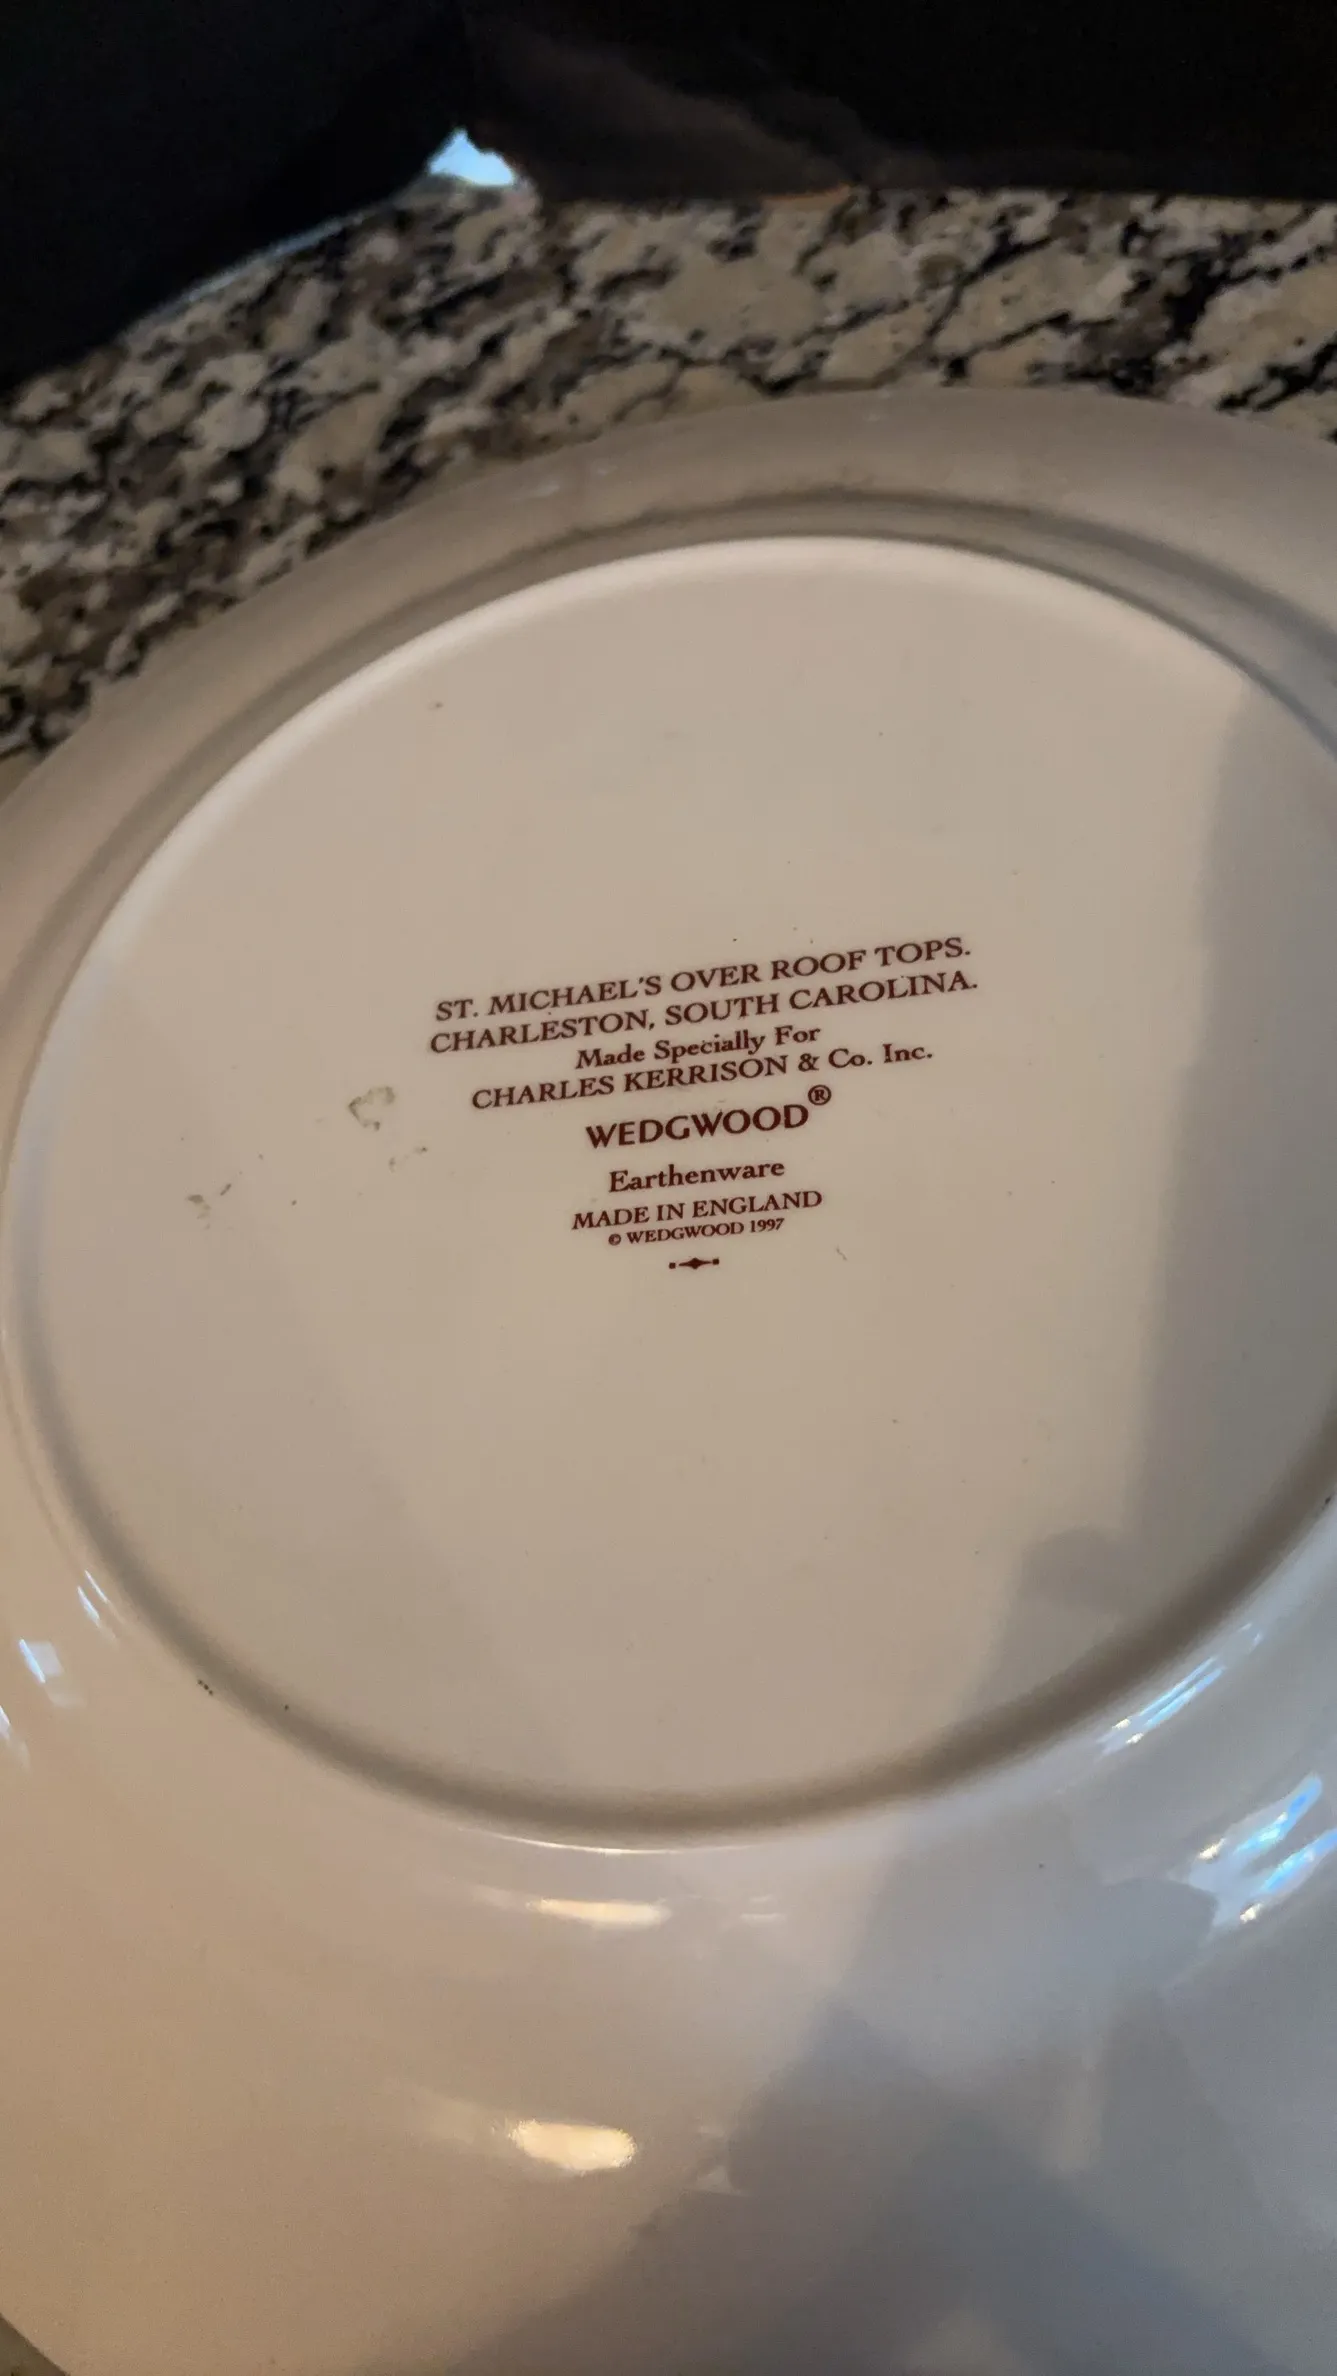 ST. MICHAEL'S OVER ROOF TOPS.
CHARLESTON, SOUTH CAROLINA.
Made Specially For
CHARLES KERRISON & Co. Inc.
WEDGWOOD®
Earthenware
MADE IN ENGLAND
© WEDGWOOD 1997